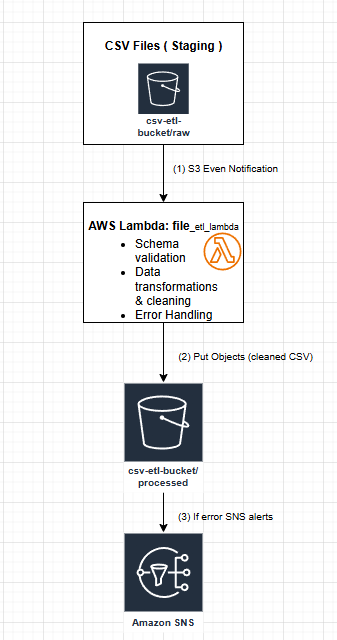 CSV Files ( Staging )
csv-etl-
bucket/raw
(1) S3 Even Notification
AWS Lambda: file_etl_lambda
• Schema
validation
• Data
transformations
& cleaning
• Error Handling
(2) Put Objects (cleaned CSV)
csv-etl-bucket/
processed
(3) If error SNS alerts
Amazon SNS